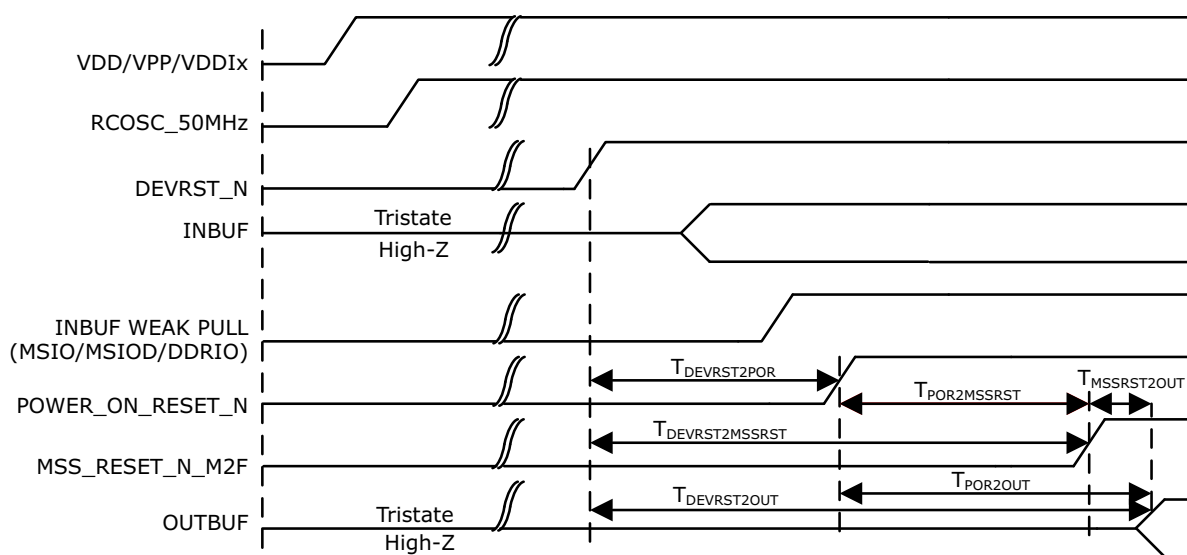 VDD/VPP/VDDIx
RCOSC_50MHz
DEVRST_N
INBUF
Tristate
High-Z
INBUF WEAK PULL
(MSIO/MSIOD/DDRIO)
POWER_ON_RESET_N
TDEVRST2POR
TPOR2MSSRST
TMSSRST2OUT
MSS_RESET_N_M2F
TDEVRST2MSSRST
OUTBUF
Tristate
High-Z
TDEVRST2OUT
TPOR2OUT